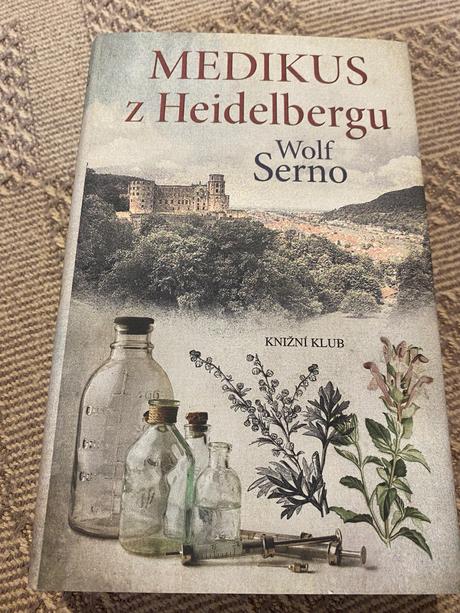 MEDIKUS
z Heidelbergu
Wolf
Serno
KNIŽNÍ KLUB